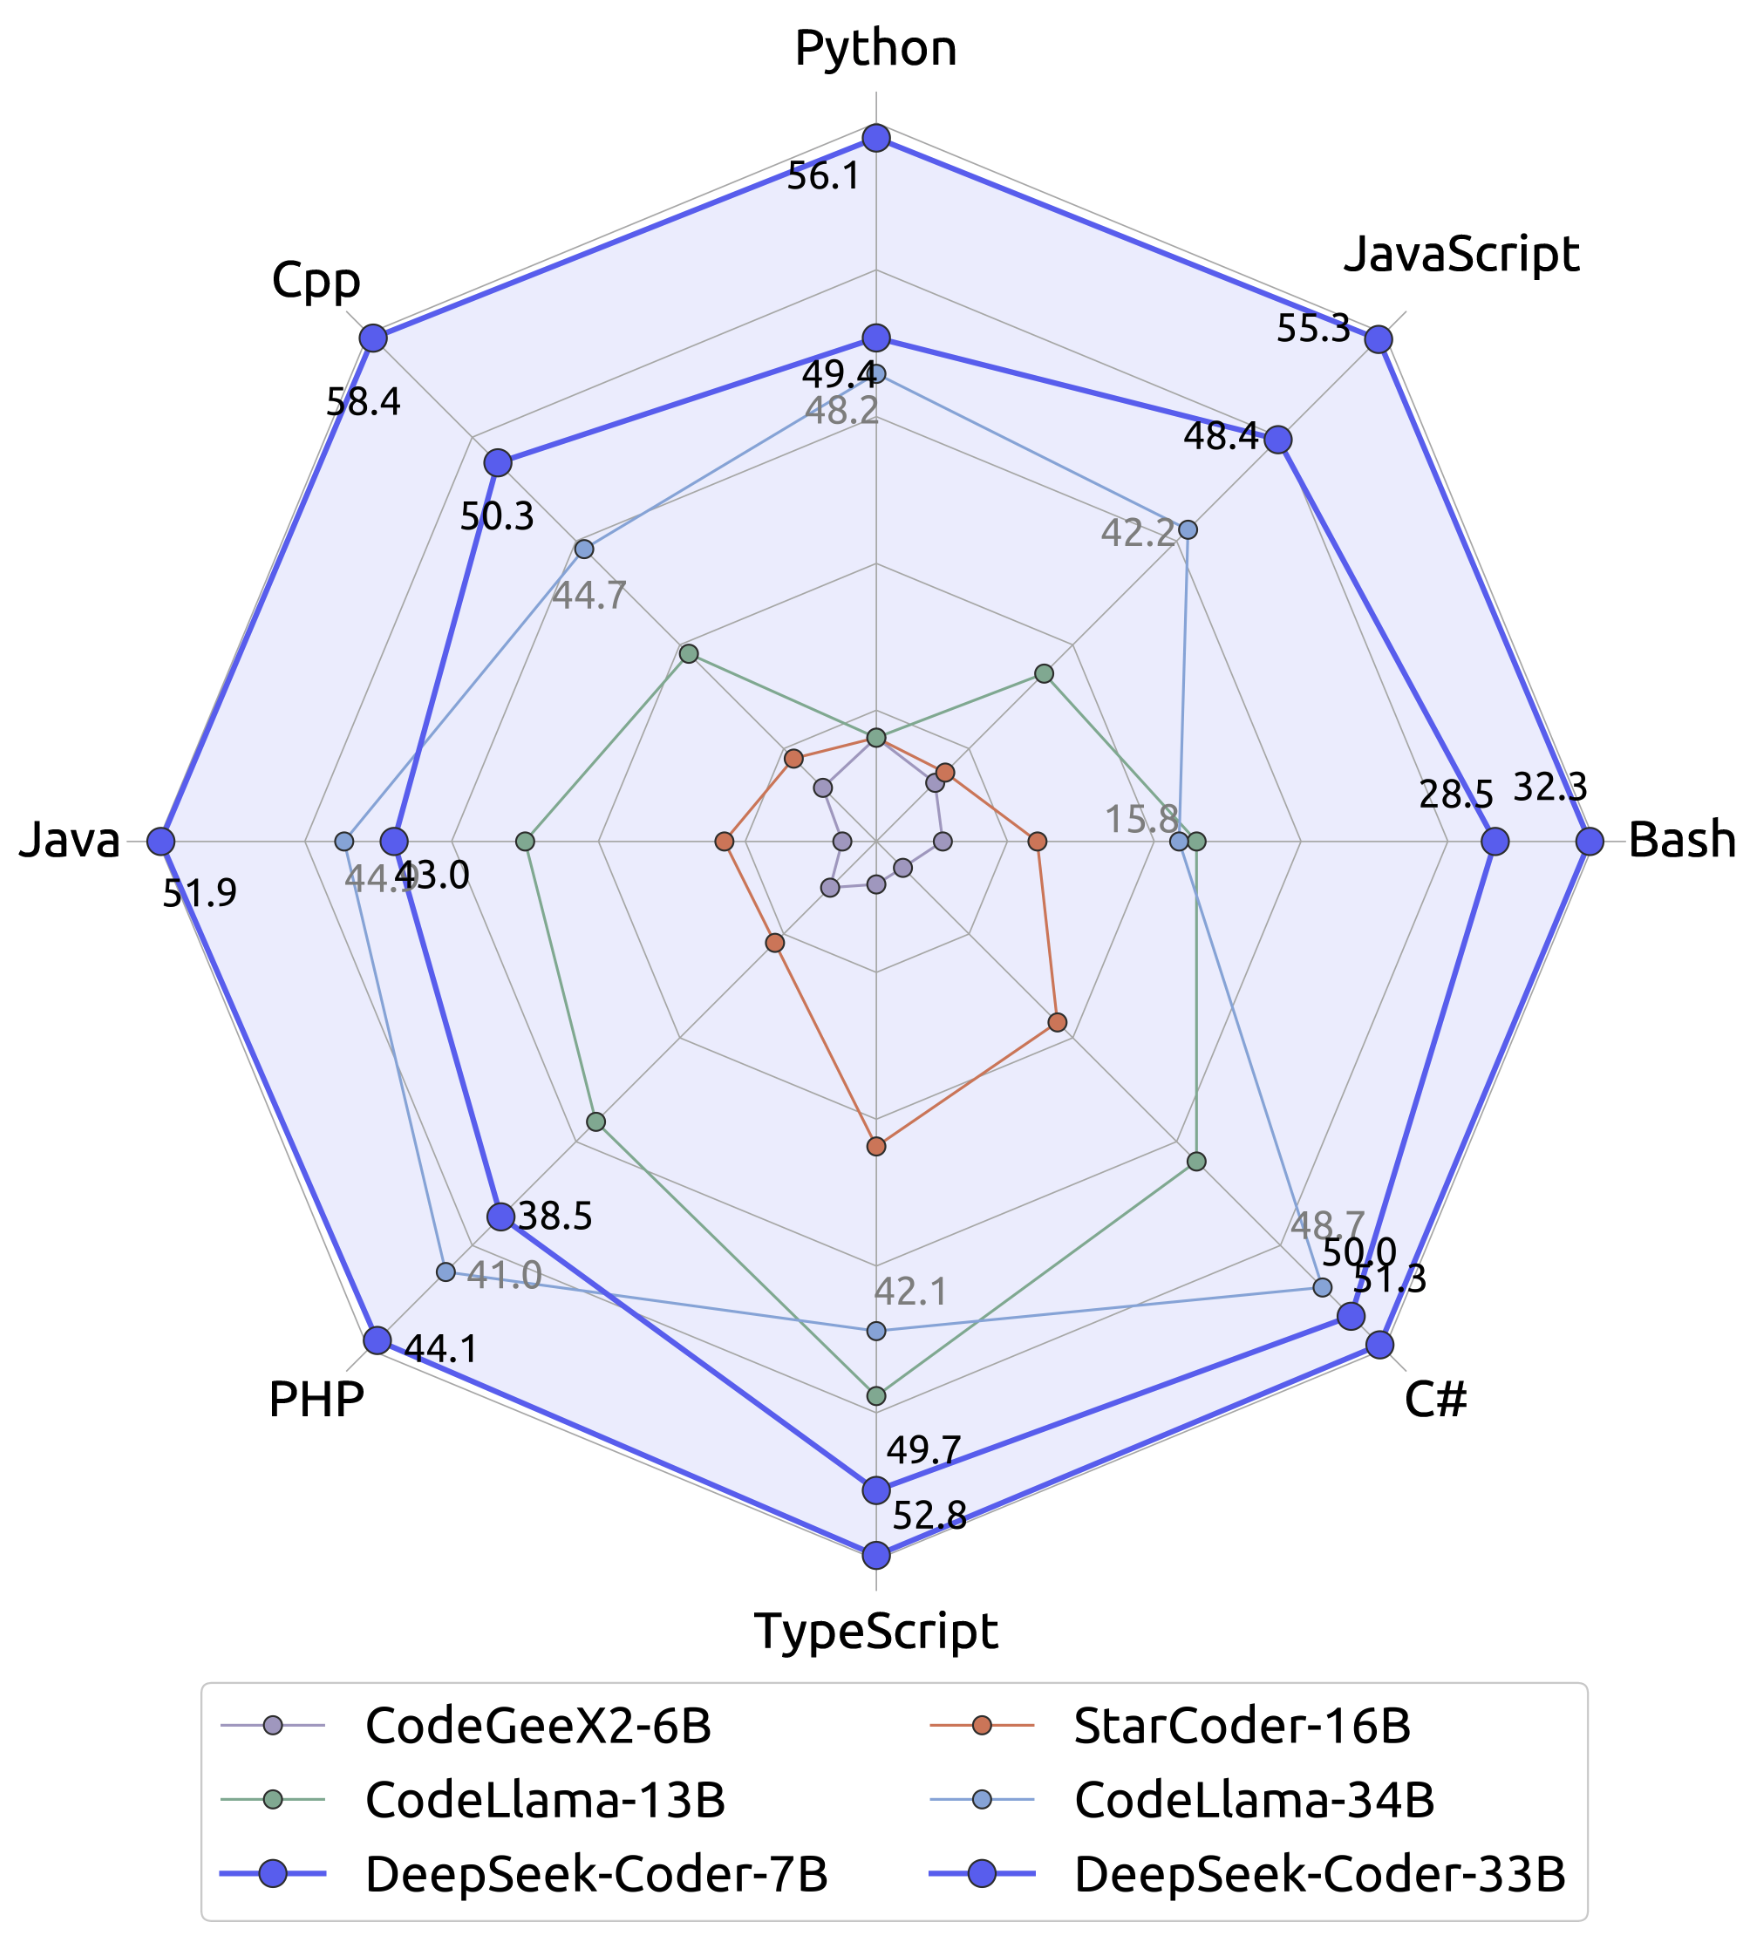 Python
JavaScript
56.1
Cpp
55.3
49.4
58.4
48.2
48.4
50.3
42.2
44.7
28.5
32.3
15.8
Java
Bash
51.9
43.0
38.5
48.7
41.0
50.0
42.1
51.3
44.1
PHP
C#
49.7
52.8
TypeScript
CodeGeeX2-6B
StarCoder-16B
CodeLlama-13B
CodeLlama-34B
DeepSeek-Coder-7B
DeepSeek-Coder-33B